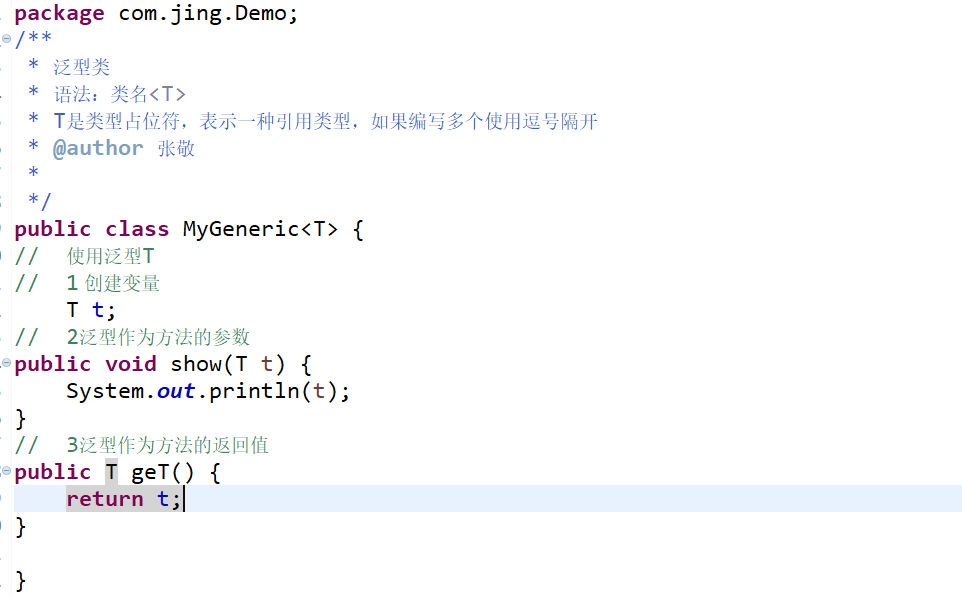 package com.jing.Demo;
/**
 * 泛型类
 * 语法：类名<T>
 * T是类型占位符，表示一种引用类型，如果编写多个使用逗号隔开
 * @author 张敬
 *
 */
public class MyGeneric<T> {
//  使用泛型T
//  1 创建变量
    T t;
//  2泛型作为方法的参数
public void show(T t) {
    System.out.println(t);
}
//  3泛型作为方法的返回值
public T geT() {
    return t;
}
}